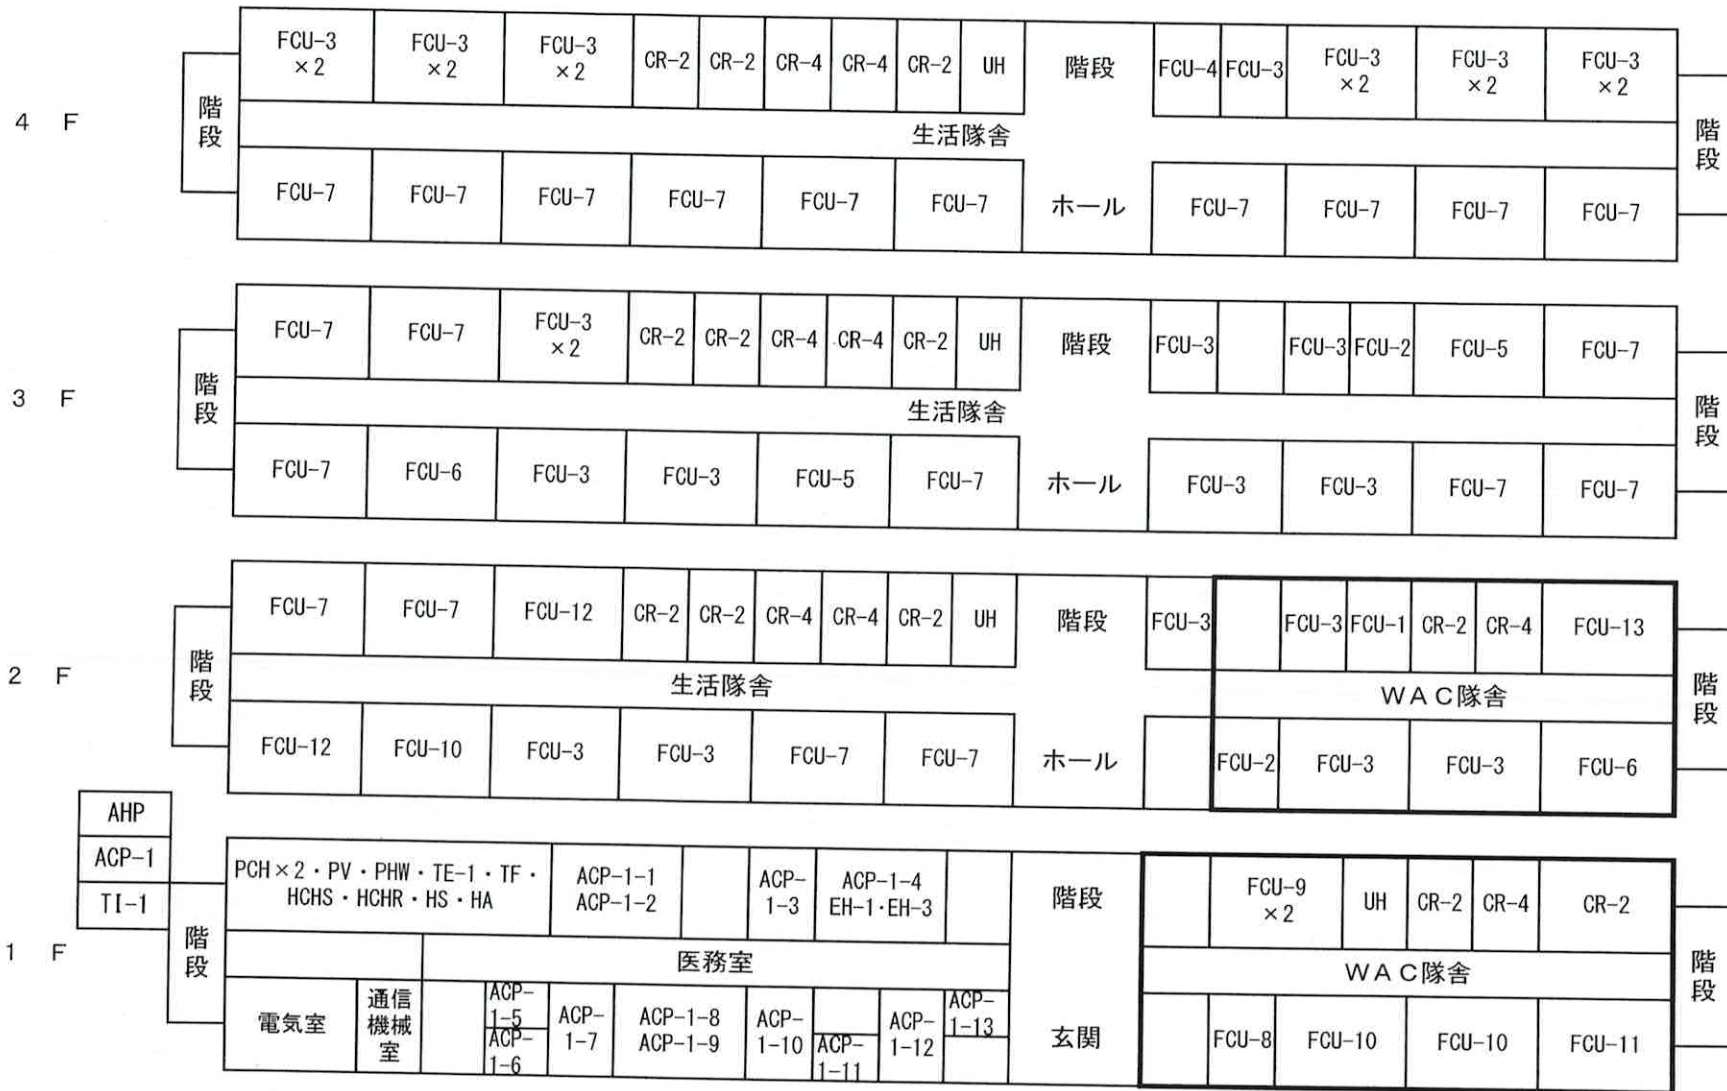 4 F
階段
FCU-3 ×2
FCU-3 ×2
FCU-3 ×2
CR-2
CR-2
CR-4
CR-4
CR-2
UH
階段
FCU-4
FCU-3
FCU-3 ×2
FCU-3 ×2
FCU-3 ×2
階段
生活隊舎
FCU-7
FCU-7
FCU-7
FCU-7
FCU-7
FCU-7
ホール
FCU-7
FCU-7
FCU-7
FCU-7
3 F
階段
FCU-7
FCU-7
FCU-3 ×2
CR-2
CR-2
CR-4
CR-4
CR-2
UH
階段
FCU-3
FCU-3
FCU-2
FCU-5
FCU-7
階段
生活隊舎
FCU-7
FCU-6
FCU-3
FCU-3
FCU-5
FCU-7
ホール
FCU-3
FCU-3
FCU-7
FCU-7
2 F
階段
FCU-7
FCU-7
FCU-12
CR-2
CR-2
CR-4
CR-4
CR-2
UH
階段
FCU-3
FCU-3
FCU-1
CR-2
CR-4
FCU-13
階段
生活隊舎
WAC隊舎
FCU-12
FCU-10
FCU-3
FCU-3
FCU-7
FCU-7
ホール
FCU-2
FCU-3
FCU-3
FCU-6
AHP
ACP-1
TI-1
1 F
階段
PCH×2・PV・PHW・TE-1・TF・
HCHS・HCHR・HS・HA
ACP-1-1
ACP-1-2
ACP-
1-3
ACP-1-4
EH-1・EH-3
階段
FCU-9
×2
UH
CR-2
CR-4
CR-2
階段
医務室
WAC隊舎
電気室
通信
機械
室
ACP-
1-5
ACP-
1-6
ACP-
1-7
ACP-1-8
ACP-1-9
ACP-
1-10
ACP-
1-11
ACP-
1-12
ACP-
1-13
玄関
FCU-8
FCU-10
FCU-10
FCU-11